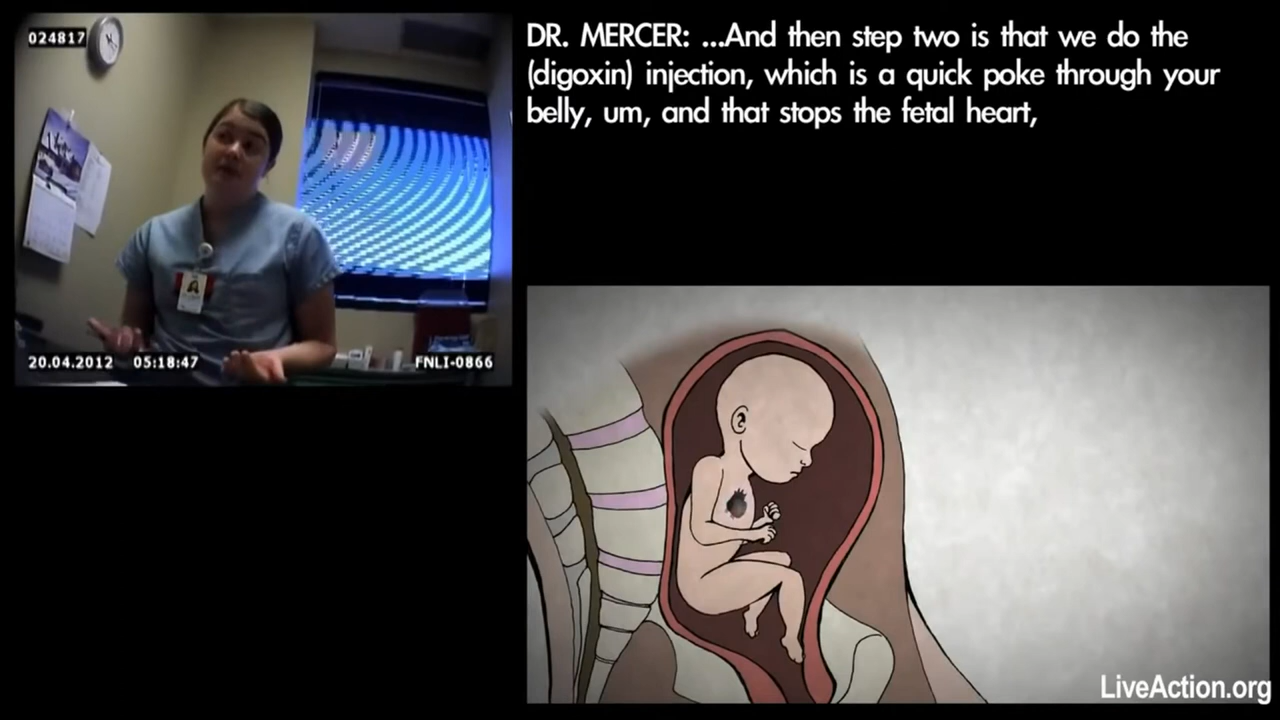 024817
DR. MERCER: ...And then step two is that we do the
(digoxin) injection, which is a quick poke through your
belly, um, and that stops the fetal heart,
20.04.2012 05:18:47 FNLI-0866
LiveAction.org